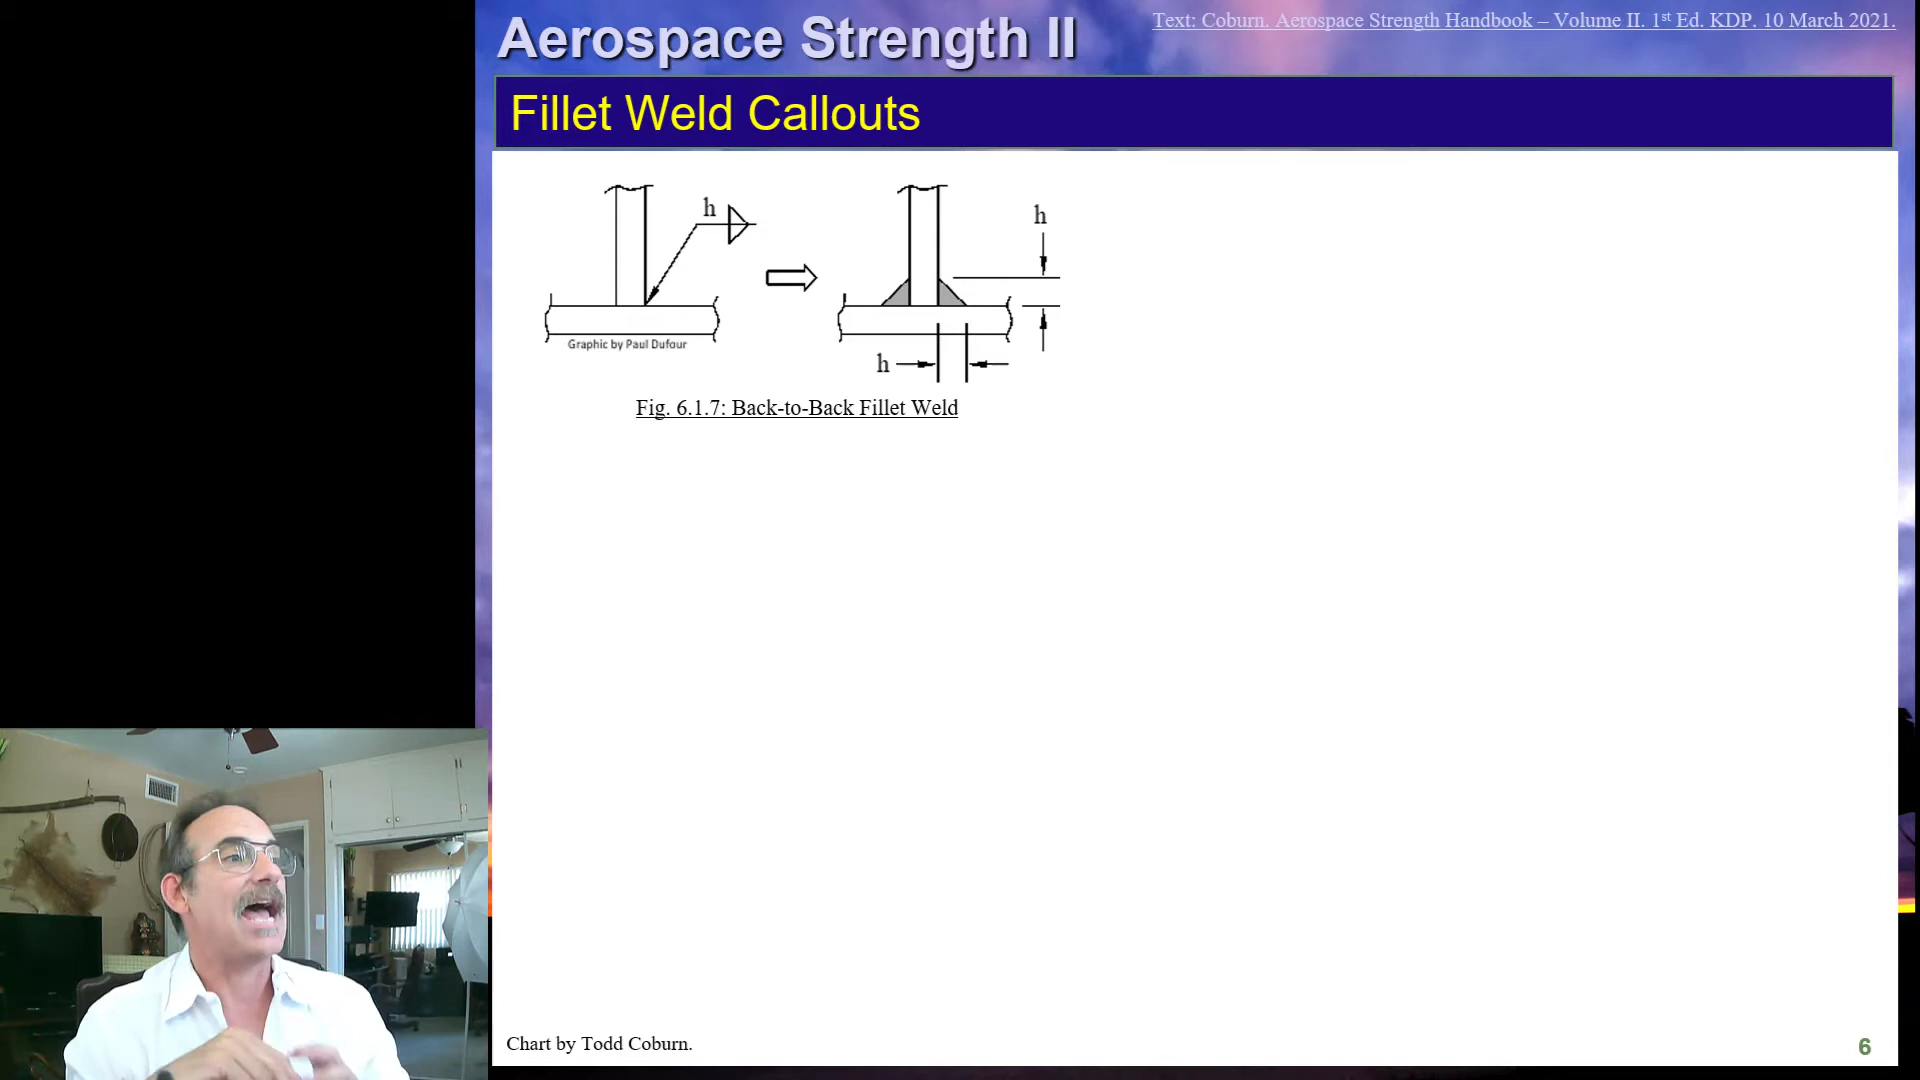 Aerospace Strength II
Text: Coburn. Aerospace Strength Handbook – Volume II. 1st Ed. KDP. 10 March 2021.
Fillet Weld Callouts
h
h
Graphic by Paul Dufour
h
Fig. 6.1.7: Back-to-Back Fillet Weld
Chart by Todd Coburn.
6